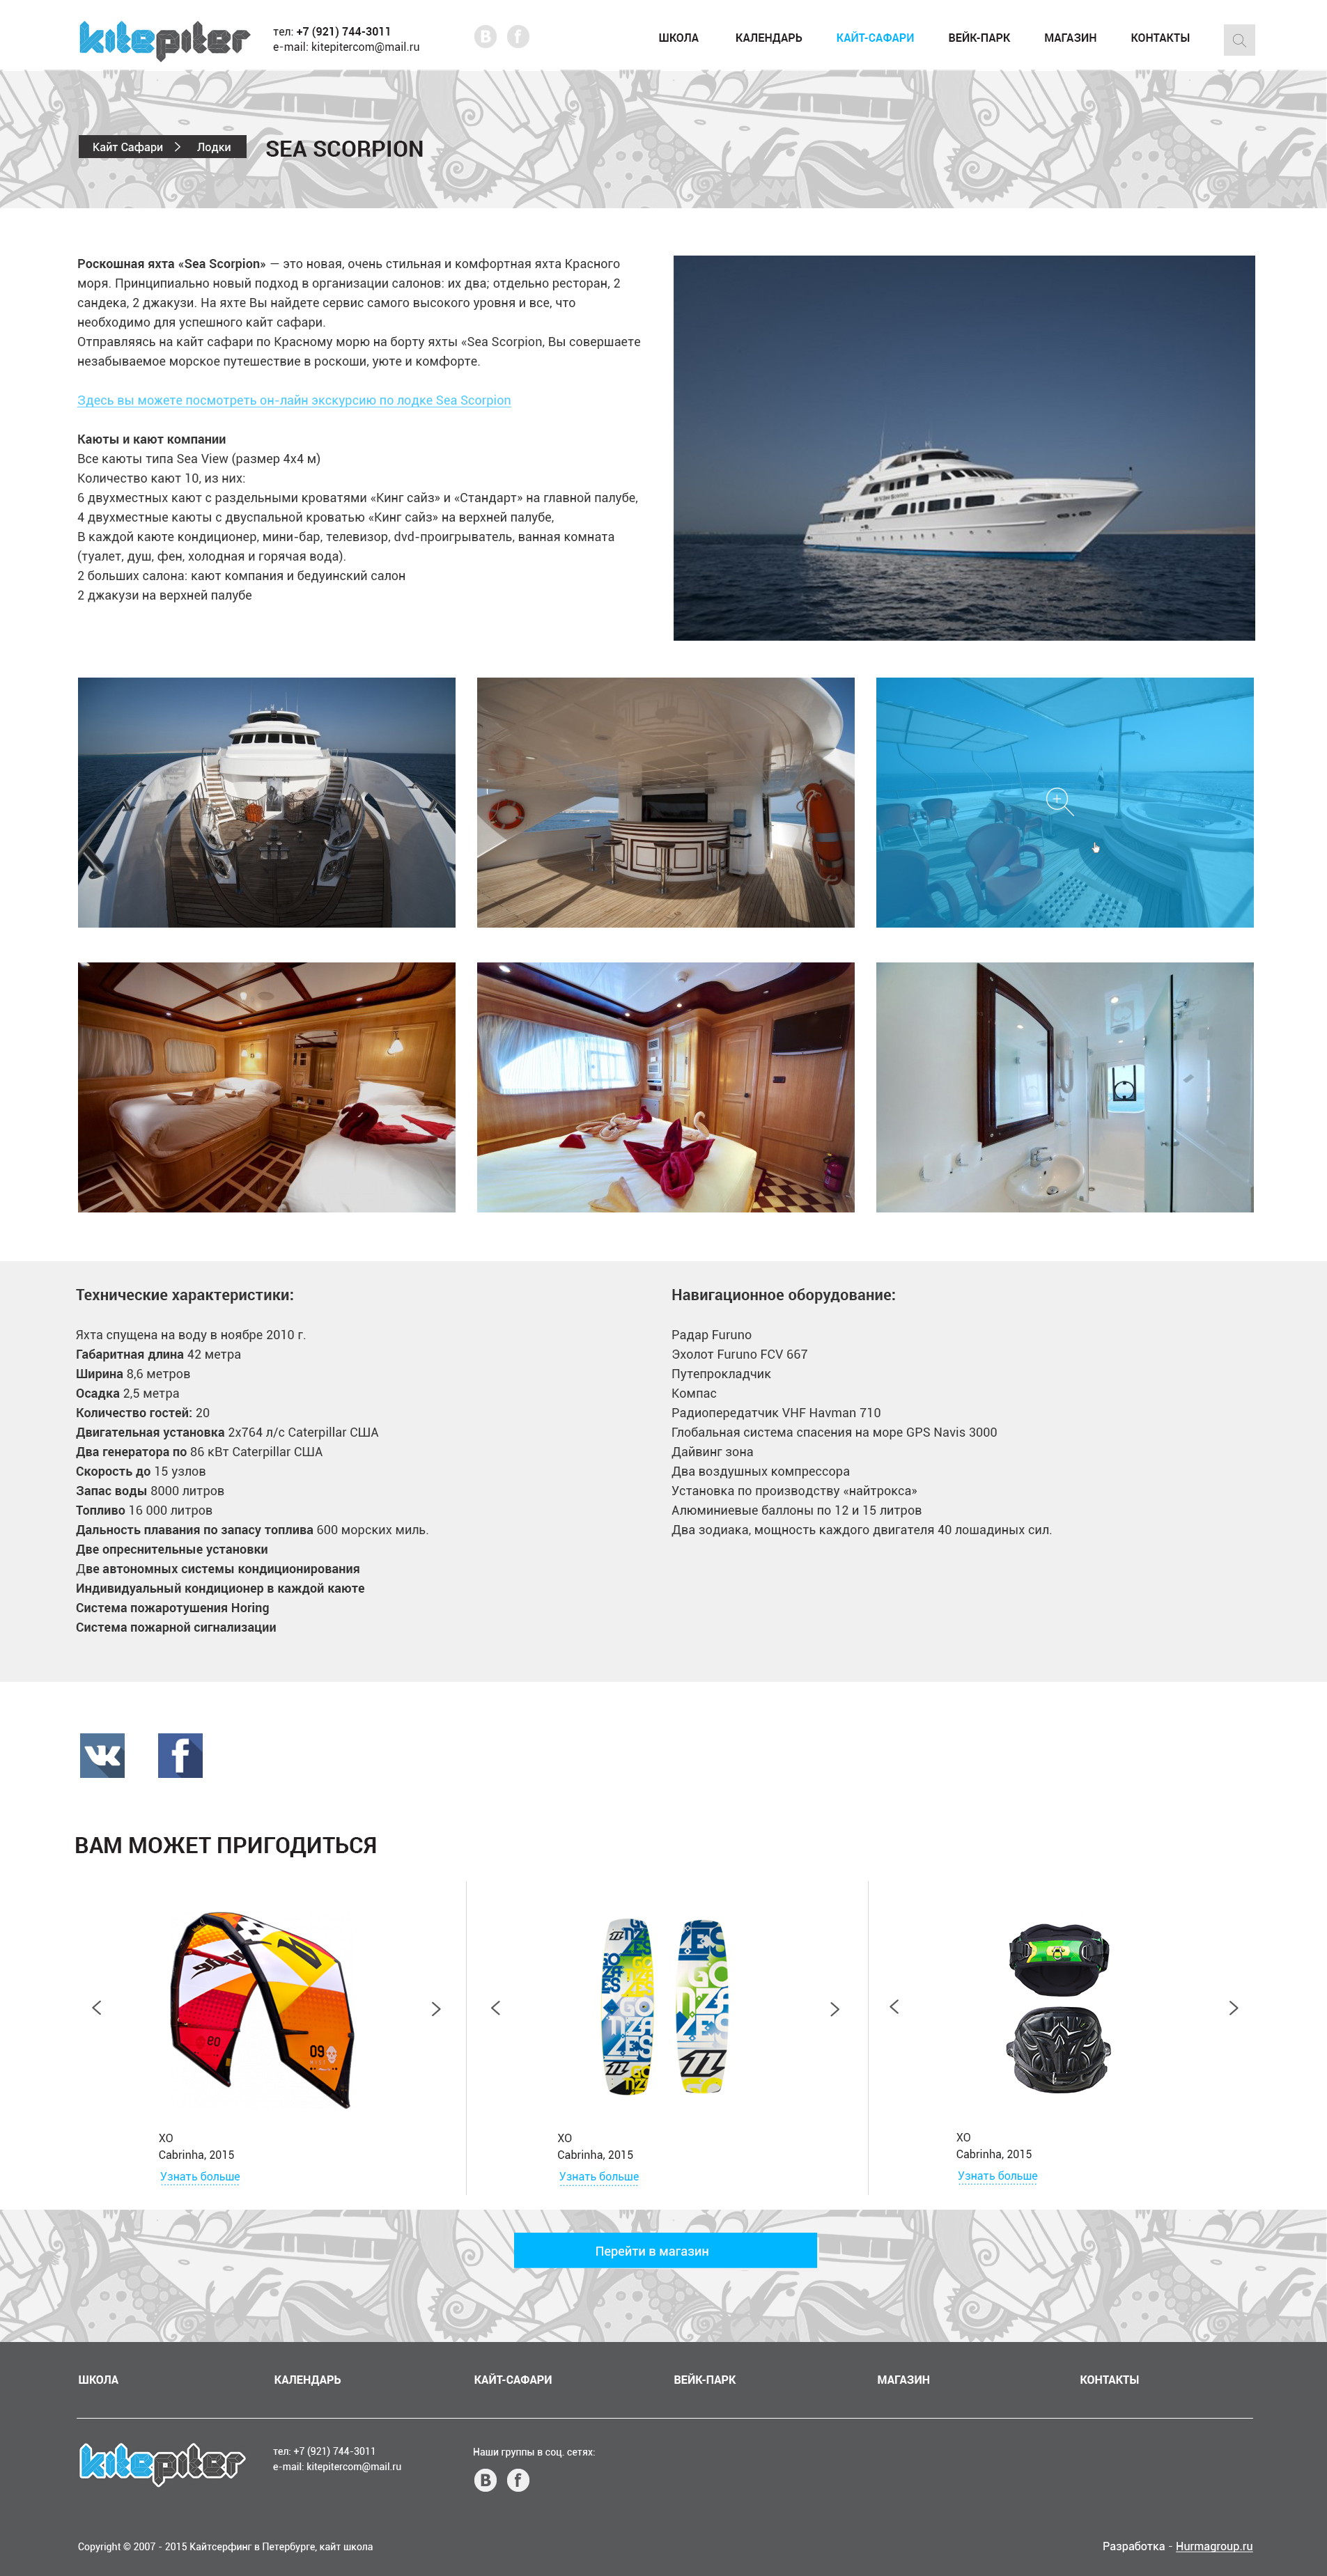 kitepiter
тел: +7 (921) 744-3011
e-mail: kitepitercom@mail.ru
B f
ШКОЛА КАЛЕНДАРЬ КАЙТ-САФАРИ ВЕЙК-ПАРК МАГАЗИН КОНТАКТЫ
Кайт Сафари > Лодки
SEA SCORPION
Роскошная яхта «Sea Scorpion» — это новая, очень стильная и комфортная яхта Красного
моря. Принципиально новый подход в организации салонов: их два; отдельно ресторан, 2
сандека, 2 джакузи. На яхте Вы найдете сервис самого высокого уровня и все, что
необходимо для успешного кайт сафари.
Отправляясь на кайт сафари по Красному морю на борту яхты «Sea Scorpion, Вы совершаете
незабываемое морское путешествие в роскоши, уюте и комфорте.
Здесь вы можете посмотреть он-лайн экскурсию по лодке Sea Scorpion
Каюты и кают компании
Все каюты типа Sea View (размер 4х4 м)
Количество кают 10, из них:
6 двухместных кают с раздельными кроватями «Кинг сайз» и «Стандарт» на главной палубе,
4 двухместные каюты с двуспальной кроватью «Кинг сайз» на верхней палубе,
В каждой каюте кондиционер, мини-бар, телевизор, dvd-проигрыватель, ванная комната
(туалет, душ, фен, холодная и горячая вода).
2 больших салона: кают компания и бедуинский салон
2 джакузи на верхней палубе
Технические характеристики:
Яхта спущена на воду в ноябре 2010 г.
Габаритная длина 42 метра
Ширина 8,6 метров
Осадка 2,5 метра
Количество гостей: 20
Двигательная установка 2х764 л/с Caterpillar США
Два генератора по 86 кВт Caterpillar США
Скорость до 15 узлов
Запас воды 8000 литров
Топливо 16 000 литров
Дальность плавания по запасу топлива 600 морских миль.
Две опреснительные установки
Две автономных системы кондиционирования
Индивидуальный кондиционер в каждой каюте
Система пожаротушения Horing
Система пожарной сигнализации
Навигационное оборудование:
Радар Furuno
Эхолот Furuno FCV 667
Путепрокладчик
Компас
Радиопередатчик VHF Havman 710
Глобальная система спасения на море GPS Navis 3000
Дайвинг зона
Два воздушных компрессора
Установка по производству «найтрокса»
Алюминиевые баллоны по 12 и 15 литров
Два зодиака, мощность каждого двигателя 40 лошадиных сил.
VK f
ВАМ МОЖЕТ ПРИГОДИТЬСЯ
09
GONZALES
XO
Cabrinha, 2015
Узнать больше
XO
Cabrinha, 2015
Узнать больше
XO
Cabrinha, 2015
Узнать больше
Перейти в магазин
ШКОЛА КАЛЕНДАРЬ КАЙТ-САФАРИ ВЕЙК-ПАРК МАГАЗИН КОНТАКТЫ
kitepiter
тел: +7 (921) 744-3011
e-mail: kitepitercom@mail.ru
Наши группы в соц. сетях:
B f
Copyright © 2007 - 2015 Кайтсерфинг в Петербурге, кайт школа
Разработка - Hurmagroup.ru